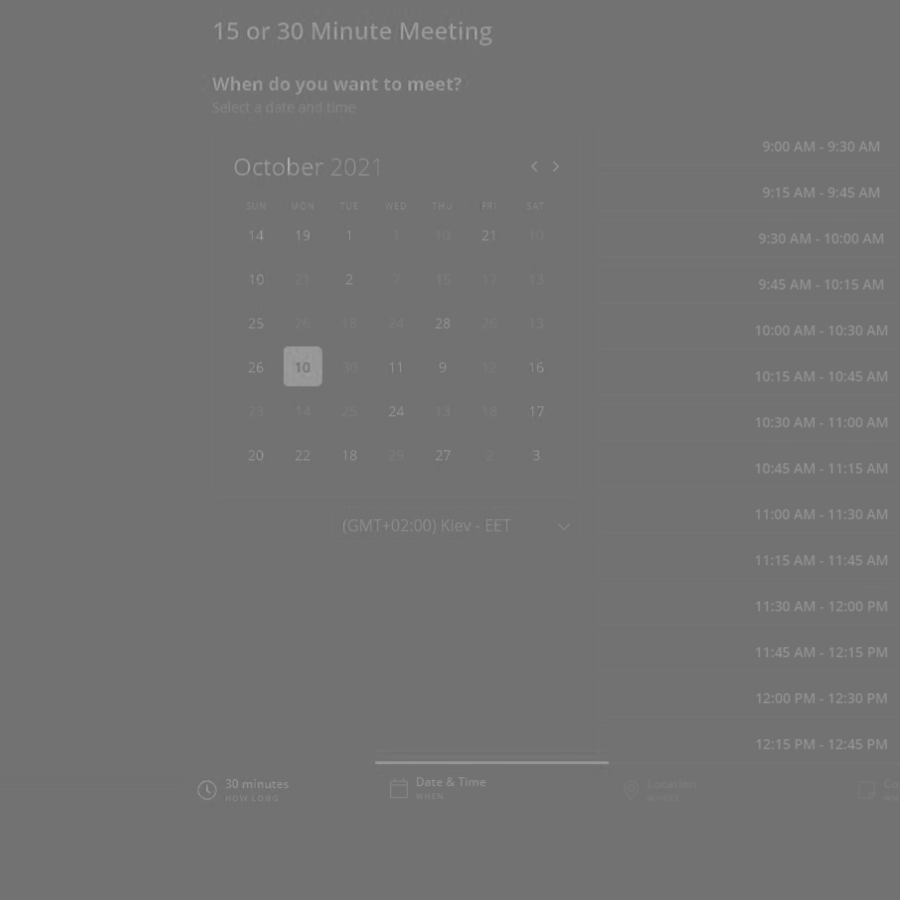 15 or 30 Minute Meeting
When do you want to meet?
Select a date and time
October 2021
SUN MON TUE WED THU FRI SAT
14 19 1 1 10 21 10
10 21 2 7 15 17 13
25 26 18 24 28 26 13
26 10 30 11 9 12 16
23 14 25 24 13 18 17
20 22 18 29 27 2 3
(GMT+02:00) Kiev - EET
9:00 AM - 9:30 AM
9:15 AM - 9:45 AM
9:30 AM - 10:00 AM
9:45 AM - 10:15 AM
10:00 AM - 10:30 AM
10:15 AM - 10:45 AM
10:30 AM - 11:00 AM
10:45 AM - 11:15 AM
11:00 AM - 11:30 AM
11:15 AM - 11:45 AM
11:30 AM - 12:00 PM
11:45 AM - 12:15 PM
12:00 PM - 12:30 PM
12:15 PM - 12:45 PM
30 minutes
HOW LONG
Date & Time
WHEN
Location
WHERE